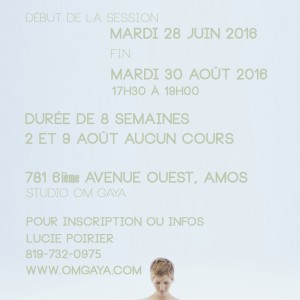 DÉBUT DE LA SESSION
MARDI 28 JUIN 2016
FIN
MARDI 30 AOÛT 2016
17H30 À 19H00
DURÉE DE 8 SEMAINES
2 ET 9 AOÛT AUCUN COURS
781 6ième AVENUE OUEST, AMOS
STUDIO OM GAYA
POUR INSCRIPTION OU INFOS
LUCIE POIRIER
819-732-0975
WWW.OMGAYA.COM